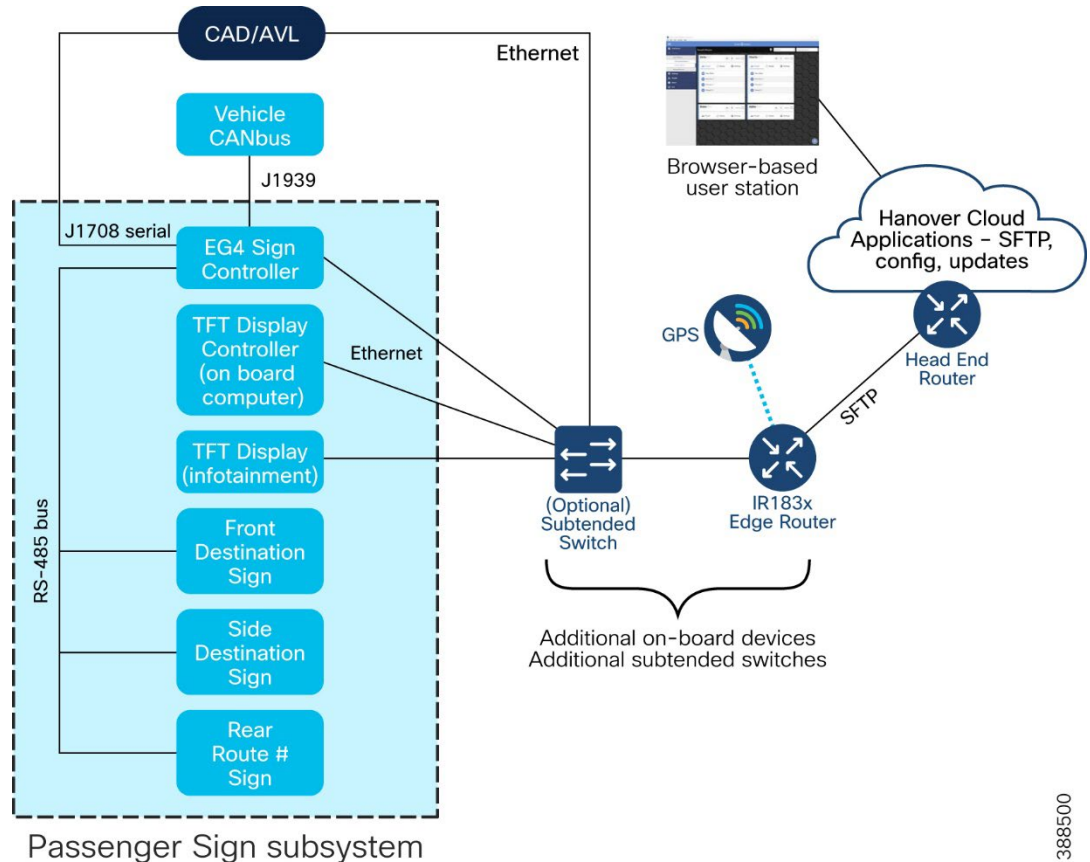 CAD/AVL
Ethernet
Vehicle
CANbus
J1939
J1708 serial
EG4 Sign
Controller
TFT Display
Controller
(on board
computer)
Ethernet
TFT Display
(infotainment)
RS-485 bus
Front
Destination
Sign
Side
Destination
Sign
Rear
Route #
Sign
Passenger Sign subsystem
(Optional)
Subtended
Switch
IR183x
Edge Router
Additional on-board devices
Additional subtended switches
GPS
SFTP
Head End
Router
Hanover Cloud
Applications – SFTP,
config, updates
Browser-based
user station
388500